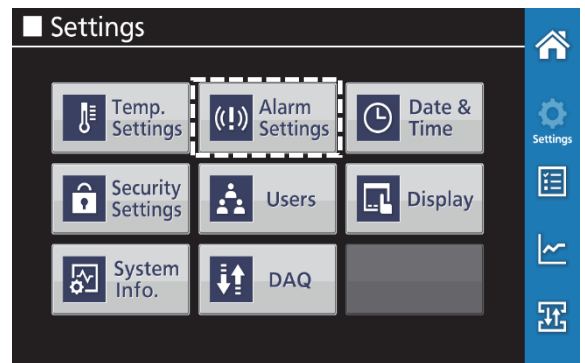 Settings
Temp.
Settings
Alarm
Settings
Date &
Time
Settings
Security
Settings
Users
Display
System
Info.
DAQ